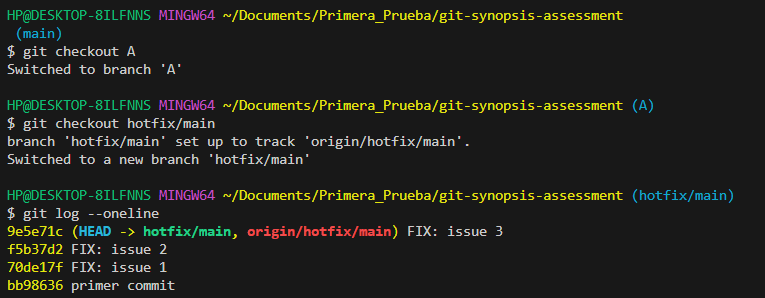 HP@DESKTOP-8ILFNNS MINGW64 ~/Documents/Primera_Prueba/git-synopsis-assessment
(main)
$ git checkout A
Switched to branch 'A'
HP@DESKTOP-8ILFNNS MINGW64 ~/Documents/Primera_Prueba/git-synopsis-assessment (A)
$ git checkout hotfix/main
branch 'hotfix/main' set up to track 'origin/hotfix/main'.
Switched to a new branch 'hotfix/main'
HP@DESKTOP-8ILFNNS MINGW64 ~/Documents/Primera_Prueba/git-synopsis-assessment (hotfix/main)
$ git log --oneline
9e5e71c (HEAD -> hotfix/main, origin/hotfix/main) FIX: issue 3
f5b37d2 FIX: issue 2
70de17f FIX: issue 1
bb98636 primer commit